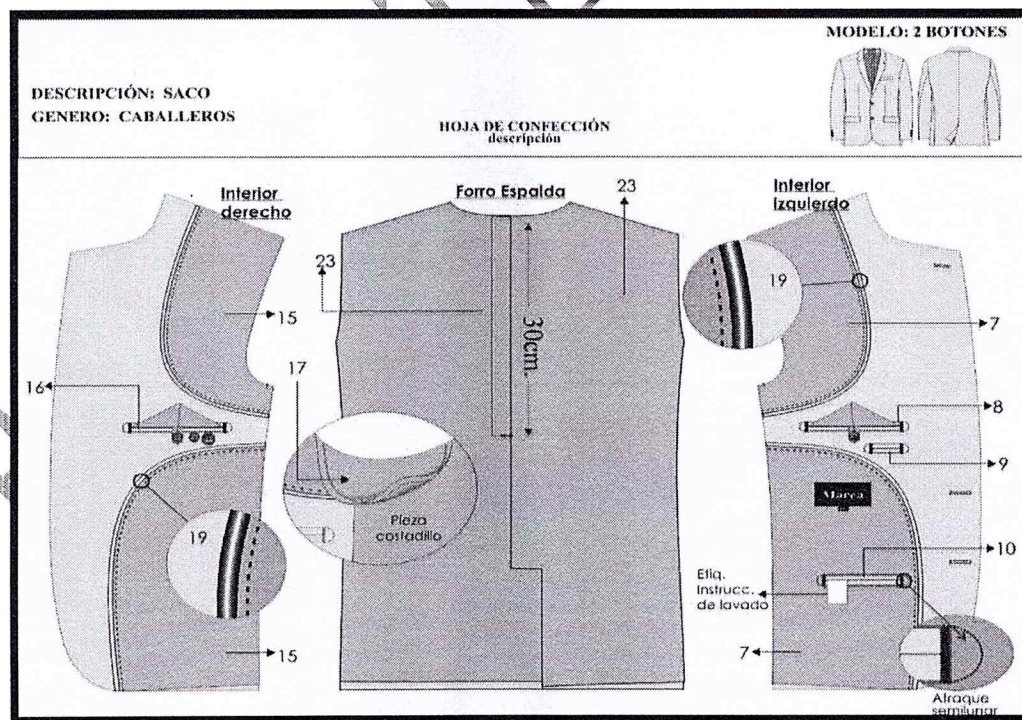 MODELO: 2 BOTONES
DESCRIPCIÓN: SACO
GENERO: CABALLEROS
HOJA DE CONFECCIÓN
descripción
Interior
derecho
Forro Espalda
23
Interior
Izquierdo
23
19
15
30cm.
7
17
16
8
9
Marca
Pieza
costadillo
19
10
Etiq.
Instrucc.
de lavado
15
7
Atraque
semilunar